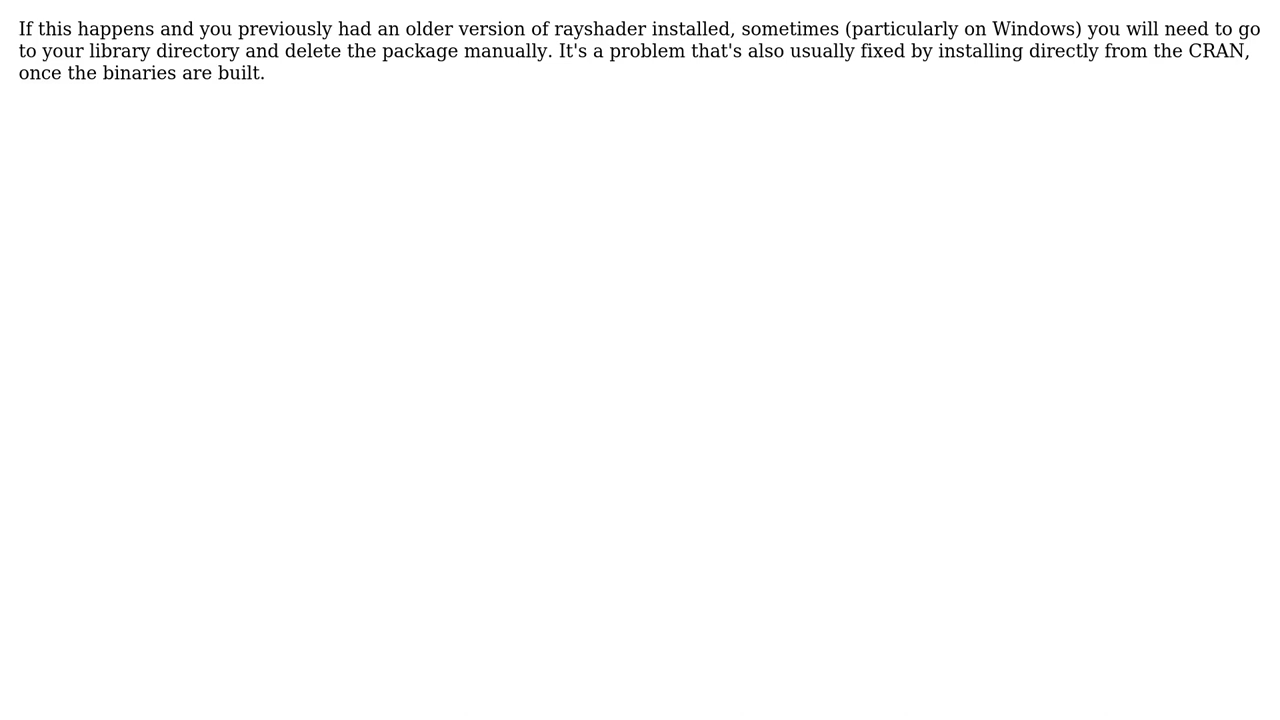 If this happens and you previously had an older version of rayshader installed, sometimes (particularly on Windows) you will need to go
to your library directory and delete the package manually. It's a problem that's also usually fixed by installing directly from the CRAN,
once the binaries are built.